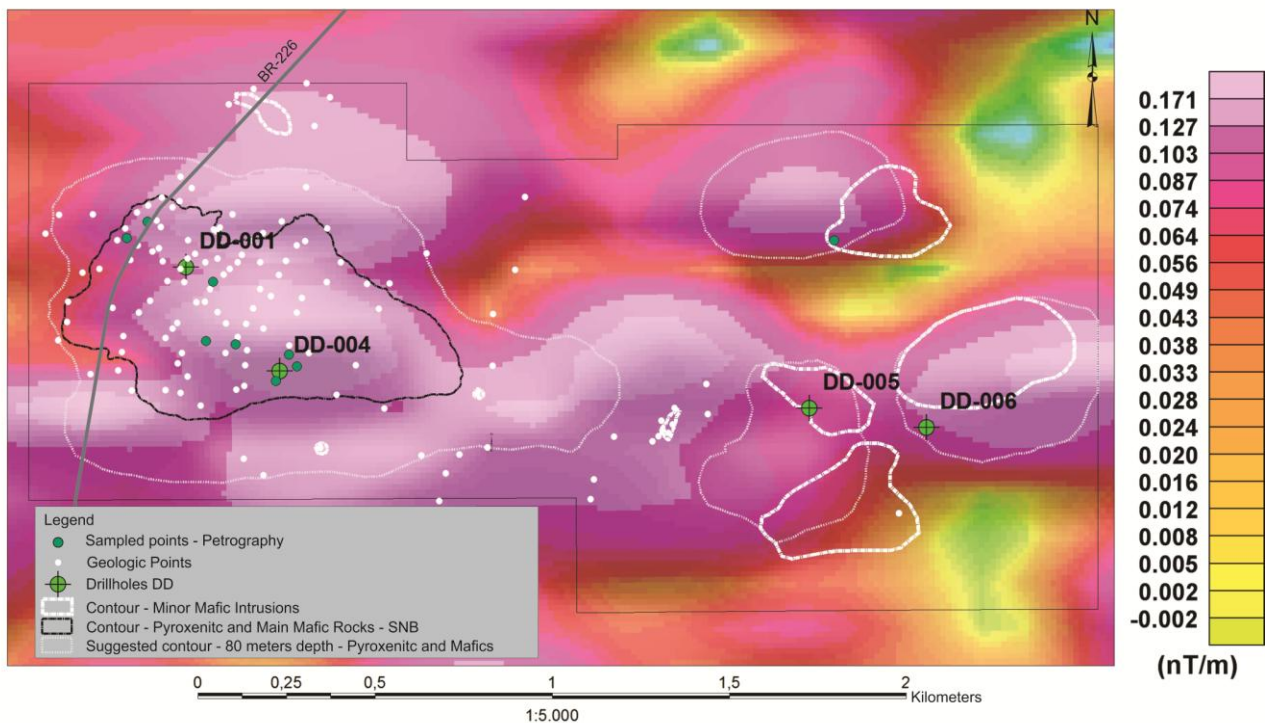 BR-226
N
DD-001
DD-004
DD-005
DD-006
Legend
Sampled points - Petrography
Geologic Points
Drillholes DD
Contour - Minor Mafic Intrusions
Contour - Pyroxenitc and Main Mafic Rocks - SNB
Suggested contour - 80 meters depth - Pyroxenitc and Mafics
0.171
0.127
0.103
0.087
0.074
0.064
0.056
0.049
0.043
0.038
0.033
0.028
0.024
0.020
0.016
0.012
0.008
0.005
0.002
-0.002
(nT/m)
0 0,25 0,5 1 1,5 2
Kilometers
1:5.000